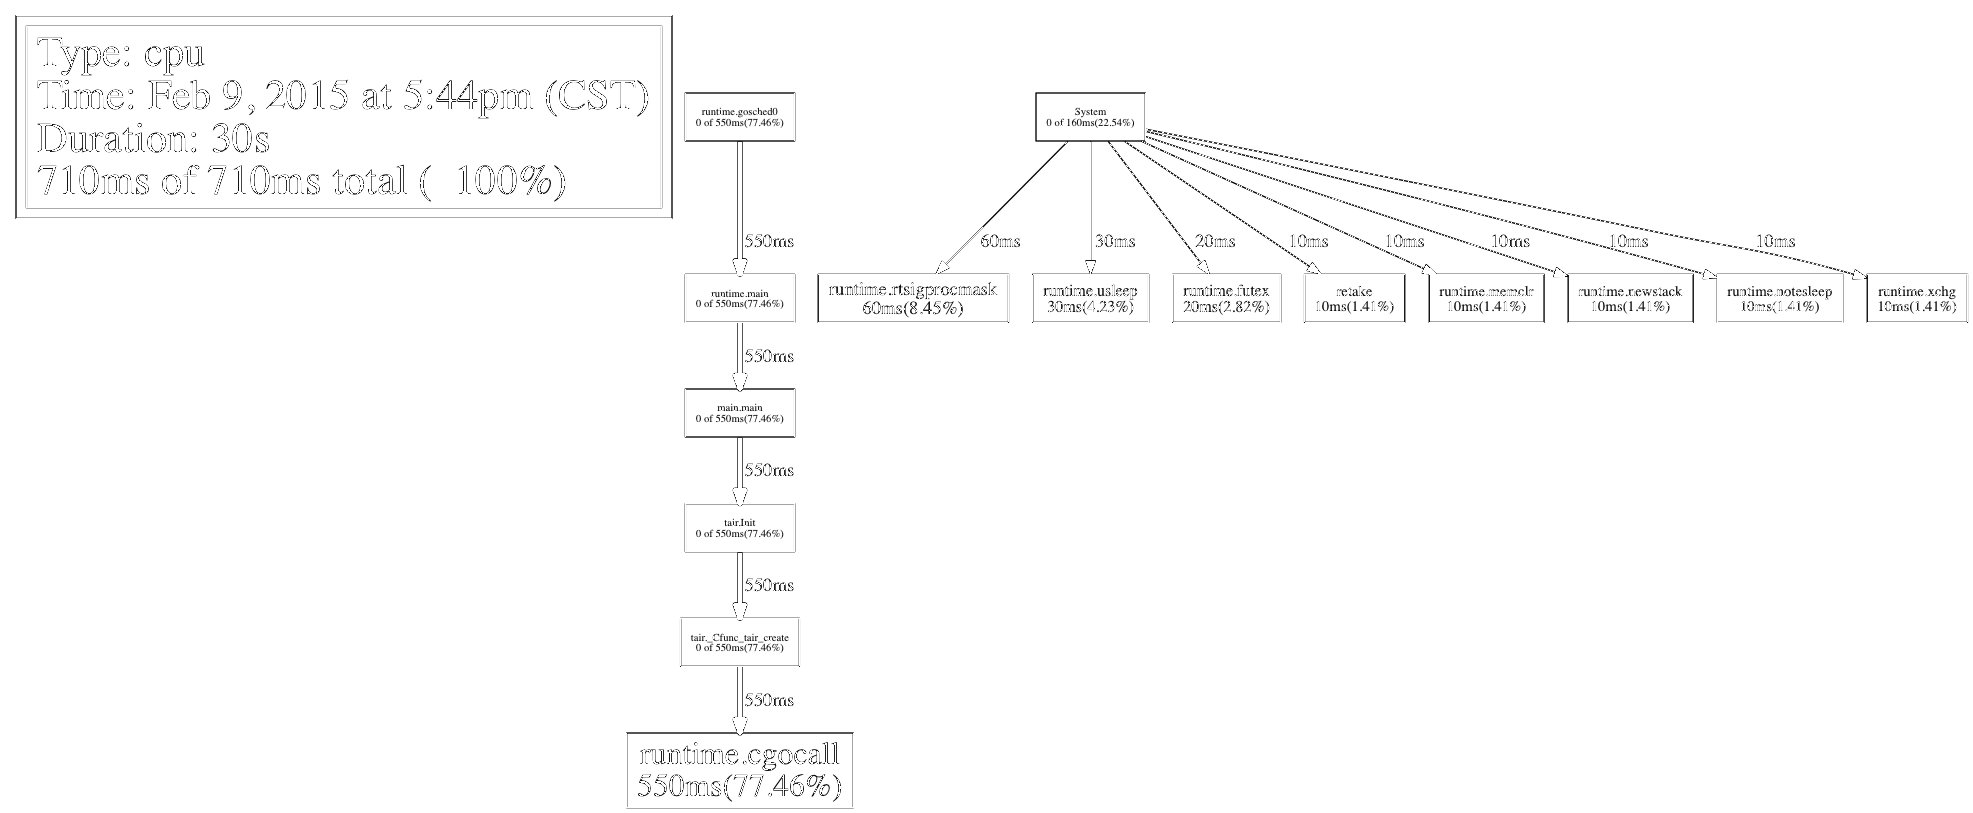 Type: cpu
Time: Feb 9, 2015 at 5:44pm (CST)
Duration: 30s
710ms of 710ms total (  100%)
runtime.gosched0
0 of 550ms(77.46%)
System
0 of 160ms(22.54%)
550ms
60ms
30ms
20ms
10ms
10ms
10ms
10ms
10ms
runtime.main
0 of 550ms(77.46%)
runtime.rtsigprocmask
60ms(8.45%)
runtime.usleep
30ms(4.23%)
runtime.futex
20ms(2.82%)
retake
10ms(1.41%)
runtime.memclr
10ms(1.41%)
runtime.newstack
10ms(1.41%)
runtime.notesleep
10ms(1.41%)
runtime.xchg
10ms(1.41%)
550ms
main.main
0 of 550ms(77.46%)
550ms
tair.Init
0 of 550ms(77.46%)
550ms
tair._Cfunc_tair_create
0 of 550ms(77.46%)
550ms
runtime.cgocall
550ms(77.46%)